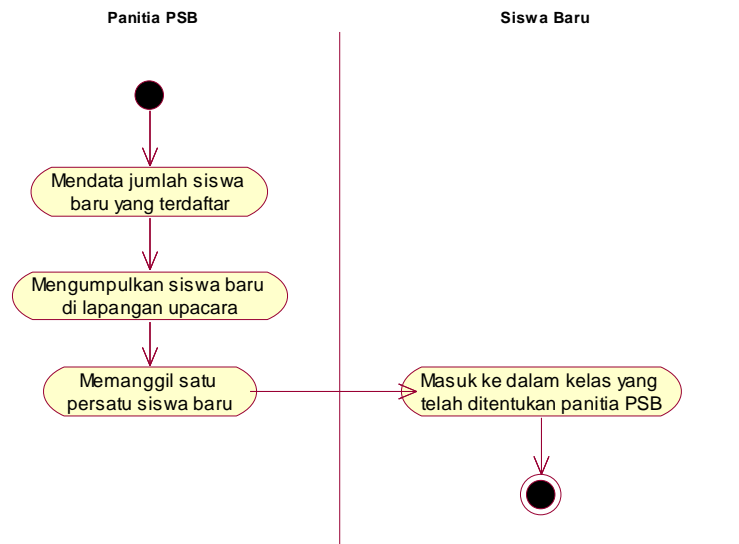 Panitia PSB
Siswa Baru
Mendata jumlah siswa
baru yang terdaftar
Mengumpulkan siswa baru
di lapangan upacara
Memanggil satu
persatu siswa baru
Masuk ke dalam kelas yang
telah ditentukan panitia PSB